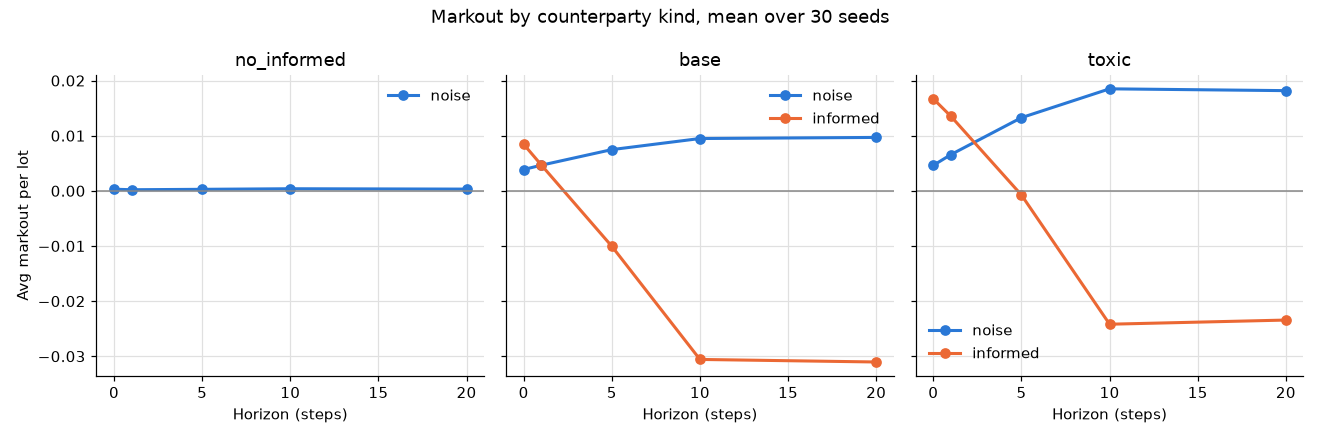 Markout by counterparty kind, mean over 30 seeds
no_informed
base
toxic
Avg markout per lot
0.02
0.01
0.00
−0.01
−0.02
−0.03
noise
noise
informed
noise
informed
0 5 10 15 20
0 5 10 15 20
0 5 10 15 20
Horizon (steps)
Horizon (steps)
Horizon (steps)